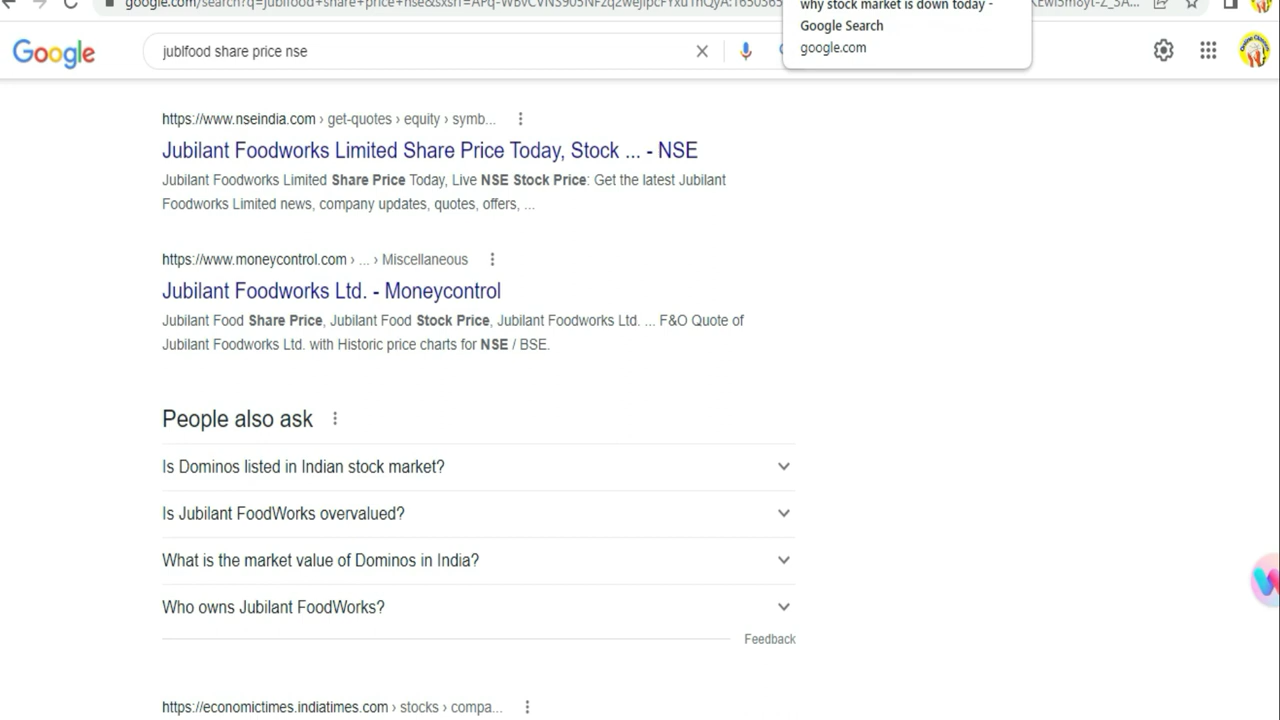 why stock market is down today -
Google Search
google.com
Google
jublfood share price nse
https://www.nseindia.com › get-quotes › equity › symb...
Jubilant Foodworks Limited Share Price Today, Stock ... - NSE
Jubilant Foodworks Limited Share Price Today, Live NSE Stock Price: Get the latest Jubilant
Foodworks Limited news, company updates, quotes, offers, ...
https://www.moneycontrol.com › ... › Miscellaneous
Jubilant Foodworks Ltd. - Moneycontrol
Jubilant Food Share Price, Jubilant Food Stock Price, Jubilant Foodworks Ltd. ... F&O Quote of
Jubilant Foodworks Ltd. with Historic price charts for NSE / BSE.
People also ask
Is Dominos listed in Indian stock market?
Is Jubilant FoodWorks overvalued?
What is the market value of Dominos in India?
Who owns Jubilant FoodWorks?
Feedback
https://economictimes.indiatimes.com › stocks › compa...